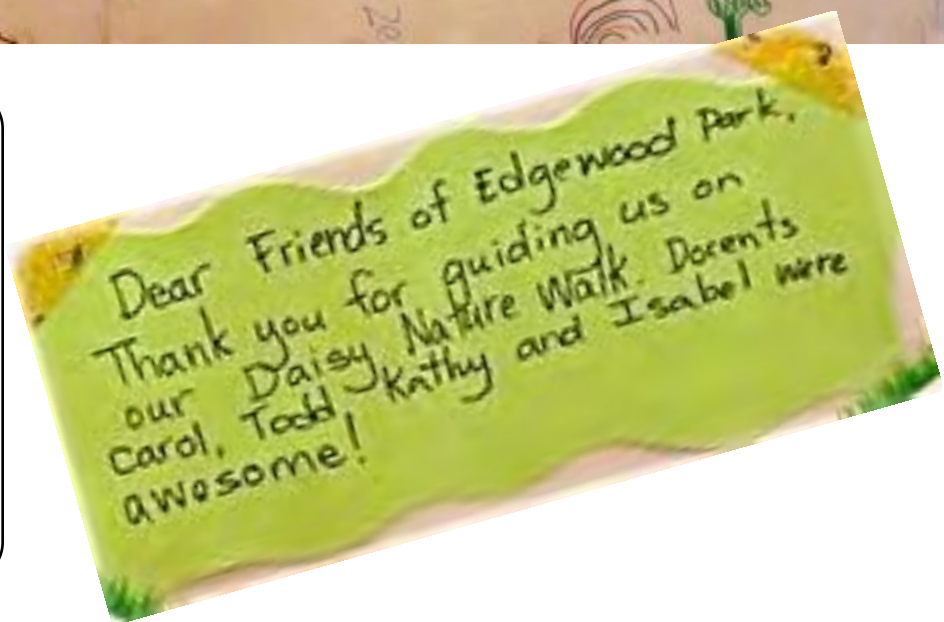 Dear Friends of Edgewood Park,
Thank you for guiding us on
our Daisy Nature Walk. Docents
Carol, Todd, Kathy and Isabel were
awesome!